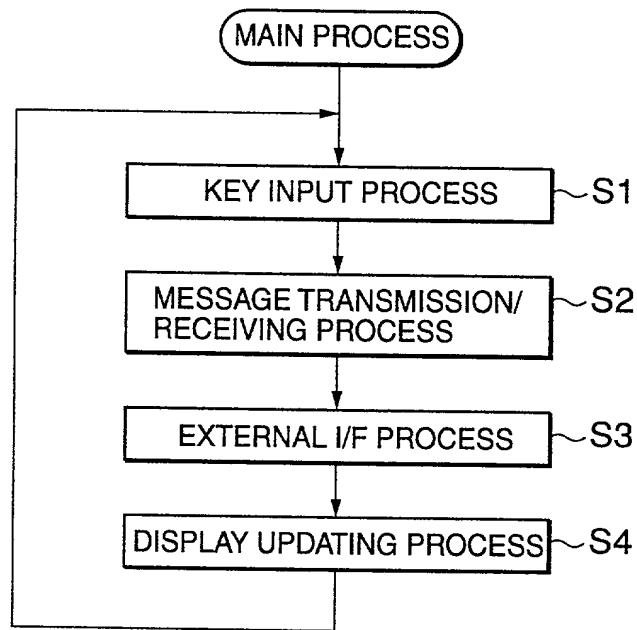 MAIN PROCESS
KEY INPUT PROCESS
S1
MESSAGE TRANSMISSION/
RECEIVING PROCESS
S2
EXTERNAL I/F PROCESS
S3
DISPLAY UPDATING PROCESS
S4